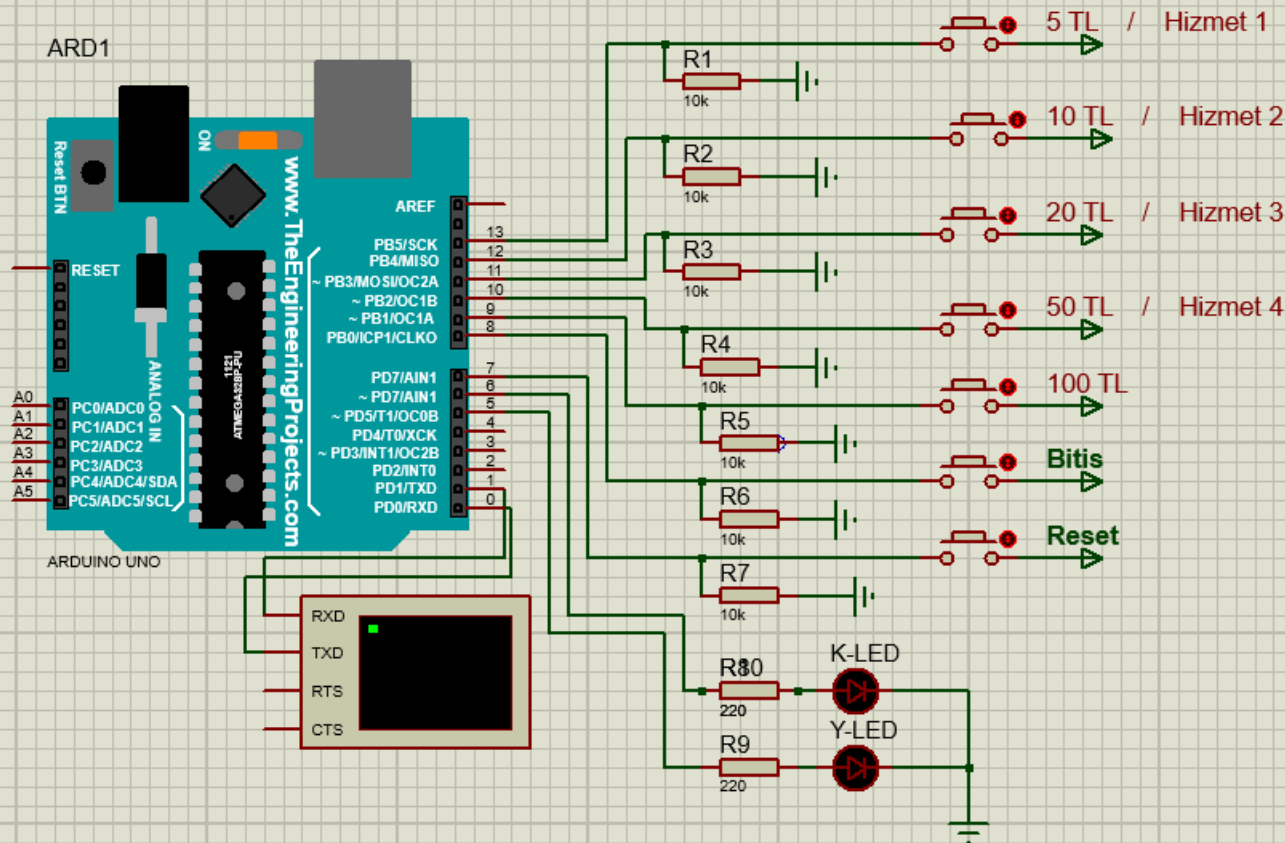 ARD1
Reset BTN
ON
www.TheEngineeringProjects.com
AREF
13
PB5/SCK
12
PB4/MISO
11
~ PB3/MOSI/OC2A
10
~ PB2/OC1B
9
~ PB1/OC1A
8
PB0/ICP1/CLKO
RESET
7
PD7/AIN1
6
~ PD7/AIN1
5
~ PD5/T1/OC0B
4
PD4/T0/XCK
3
~ PD3/INT1/OC2B
2
PD2/INT0
1
PD1/TXD
0
PD0/RXD
ANALOG IN
1121
ATMEGA328P-PU
A0
PC0/ADC0
A1
PC1/ADC1
A2
PC2/ADC2
A3
PC3/ADC3
A4
PC4/ADC4/SDA
A5
PC5/ADC5/SCL
ARDUINO UNO
RXD
TXD
RTS
CTS
5 TL / Hizmet 1
R1
10k
10 TL / Hizmet 2
R2
10k
20 TL / Hizmet 3
R3
10k
50 TL / Hizmet 4
R4
10k
100 TL
R5
10k
Bitis
R6
10k
Reset
R7
10k
K-LED
220
Y-LED
R9
220